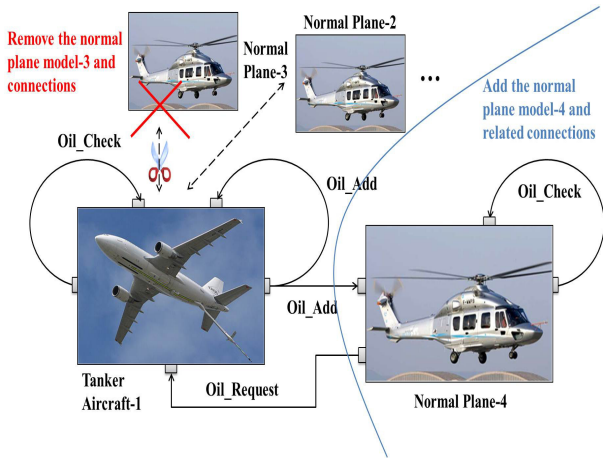 Remove the normal
plane model-3 and
connections
Normal
Plane-3
Normal Plane-2
...
Add the normal
plane model-4 and
related connections
Oil_Check
Oil_Add
Oil_Check
Oil_Add
Tanker
Aircraft-1
Oil_Request
Normal Plane-4